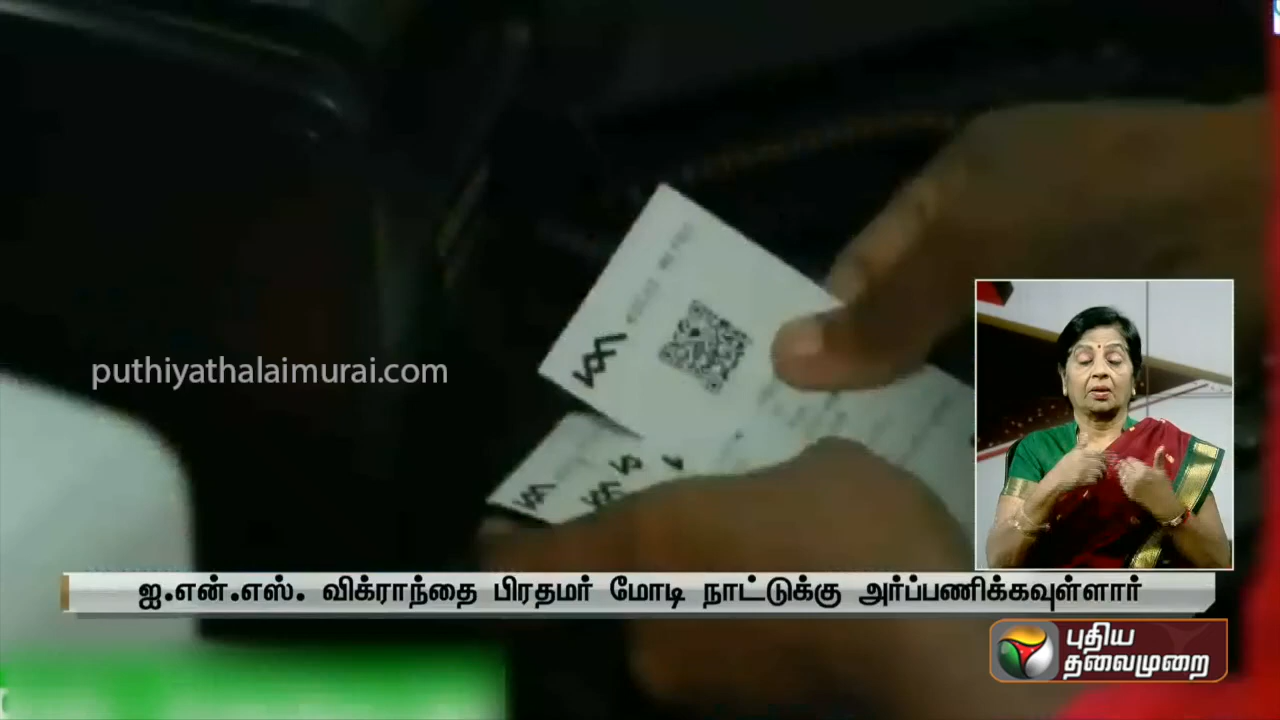 puthiyathalaimurai.com
ஐ.என்.எஸ். விக்ராந்தை பிரதமர் மோடி நாட்டுக்கு அர்ப்பணிக்கவுள்ளார்
புதிய
தலைமுறை